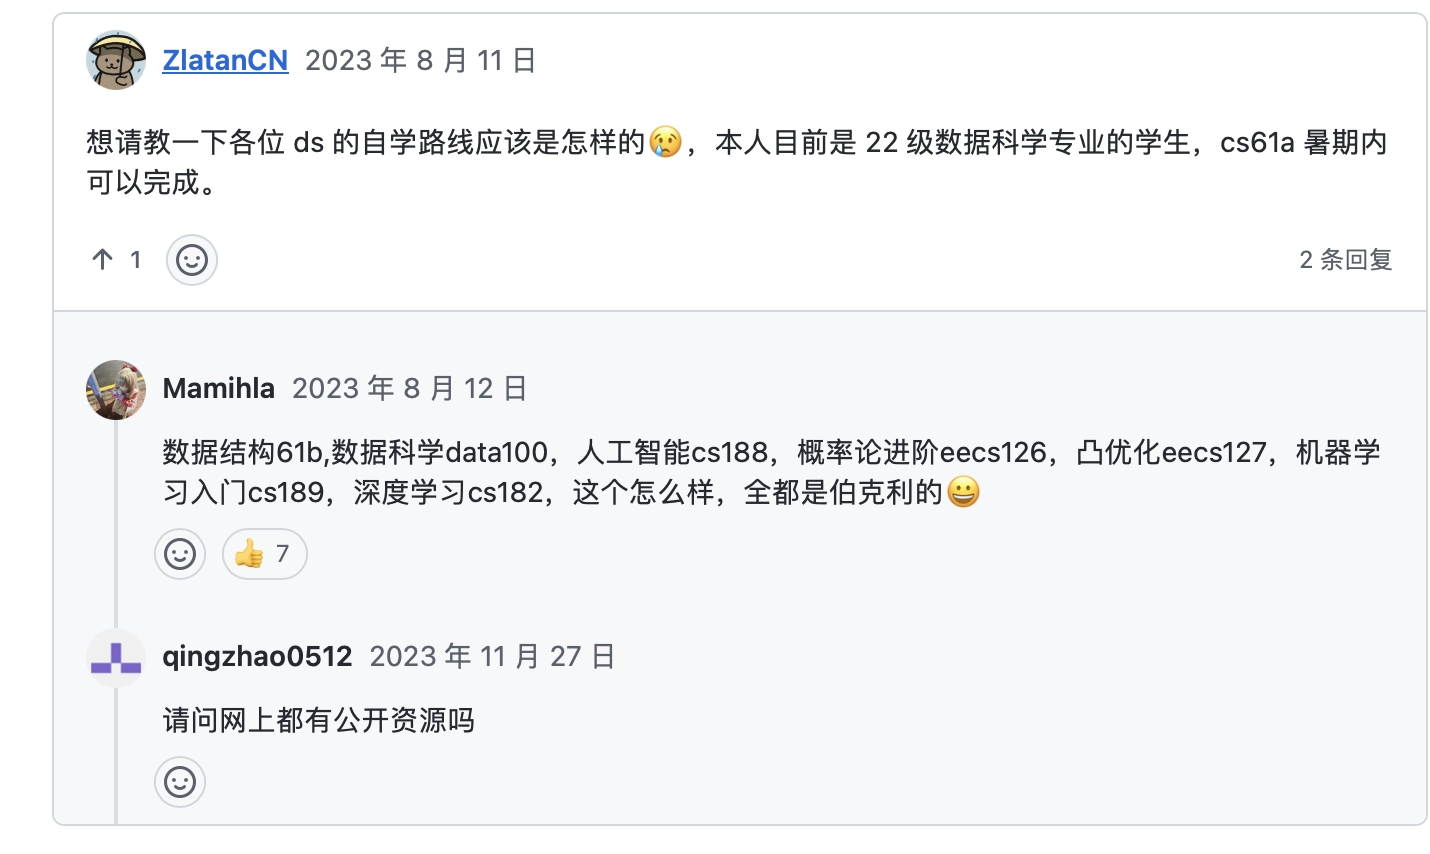 ZlatanCN 2023 年 8 月 11 日
想请教一下各位 ds 的自学路线应该是怎样的😢，本人目前是 22 级数据科学专业的学生，cs61a 暑期内
可以完成。
↑ 1
2 条回复
Mamihla 2023 年 8 月 12 日
数据结构61b,数据科学data100，人工智能cs188，概率论进阶eecs126，凸优化eecs127，机器学
习入门cs189，深度学习cs182，这个怎么样，全都是伯克利的😀
👍 7
qingzhao0512 2023 年 11 月 27 日
请问网上都有公开资源吗